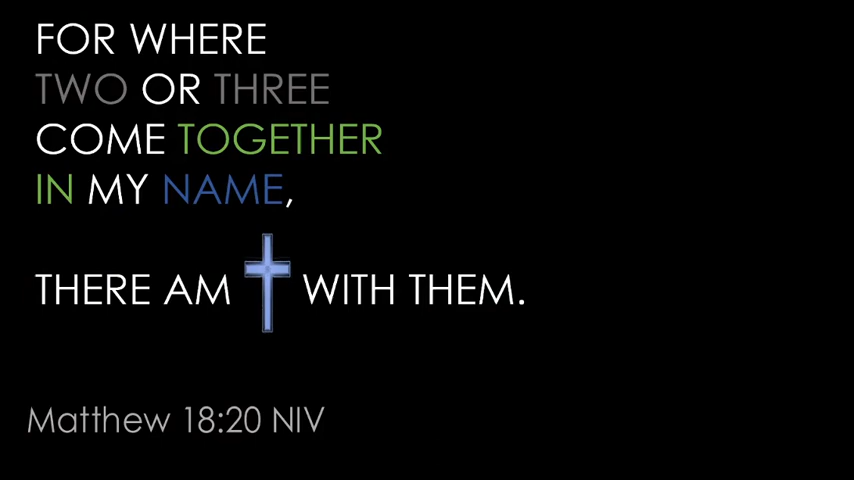 FOR WHERE
TWO OR THREE
COME TOGETHER
IN MY NAME,
THERE AM WITH THEM.
Matthew 18:20 NIV